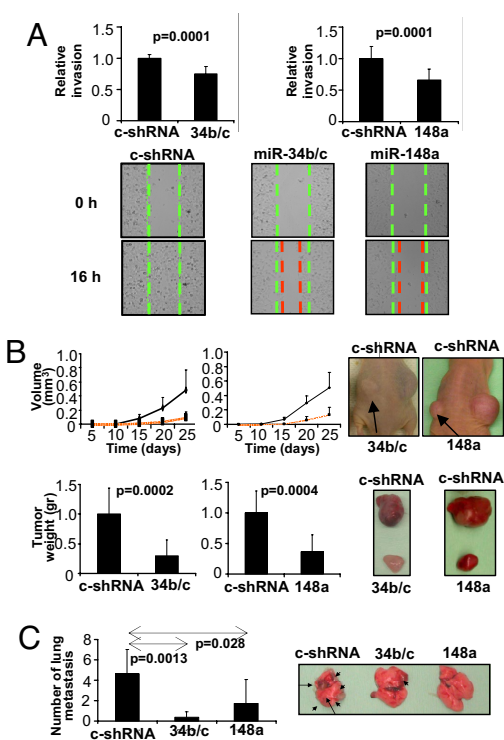 A
p=0.0001
Relative invasion
1.5
1.0
0.5
0
c-shRNA 34b/c
p=0.0001
Relative invasion
1.5
1.0
0.5
0
c-shRNA 148a
c-shRNA miR-34b/c miR-148a
0 h
16 h
B
Volume (mm³)
1.0
0.8
0.6
0.4
0.2
0
5 10 15 20 25
Time (days)
1.0
0.8
0.6
0.4
0.2
0
5 10 15 20 25
Time (days)
c-shRNA c-shRNA
34b/c 148a
Tumor weight (gr)
1.5
1.0
0.5
0
p=0.0002
c-shRNA 34b/c
1.5
1.0
0.5
0
p=0.0004
c-shRNA 148a
c-shRNA c-shRNA
34b/c 148a
C
Number of lung metastasis
8
6
4
2
0
p=0.028
p=0.0013
c-shRNA 34b/c 148a
c-shRNA 34b/c 148a